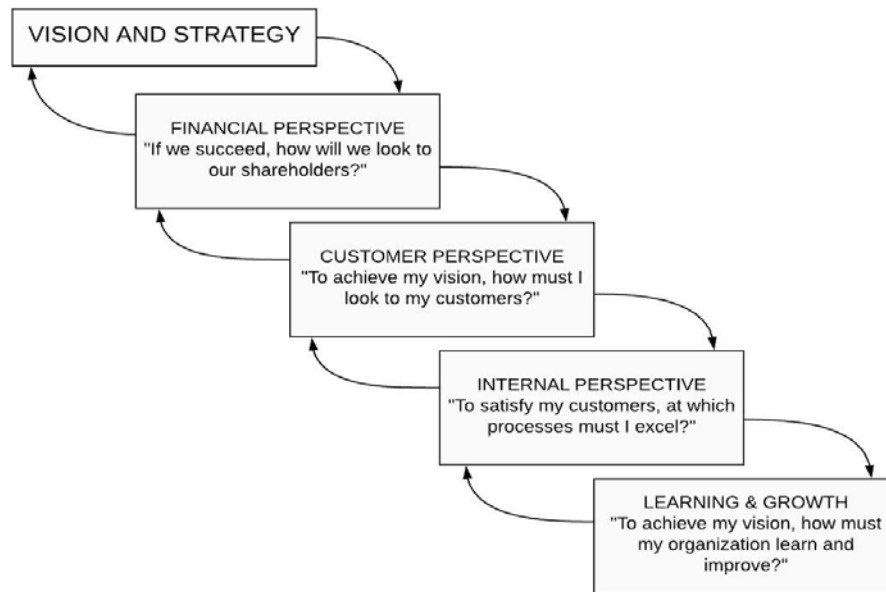 VISION AND STRATEGY
FINANCIAL PERSPECTIVE
"If we succeed, how will we look to
our shareholders?"
CUSTOMER PERSPECTIVE
"To achieve my vision, how must I
look to my customers?"
INTERNAL PERSPECTIVE
"To satisfy my customers, at which
processes must I excel?"
LEARNING & GROWTH
"To achieve my vision, how must
my organization learn and
improve?"